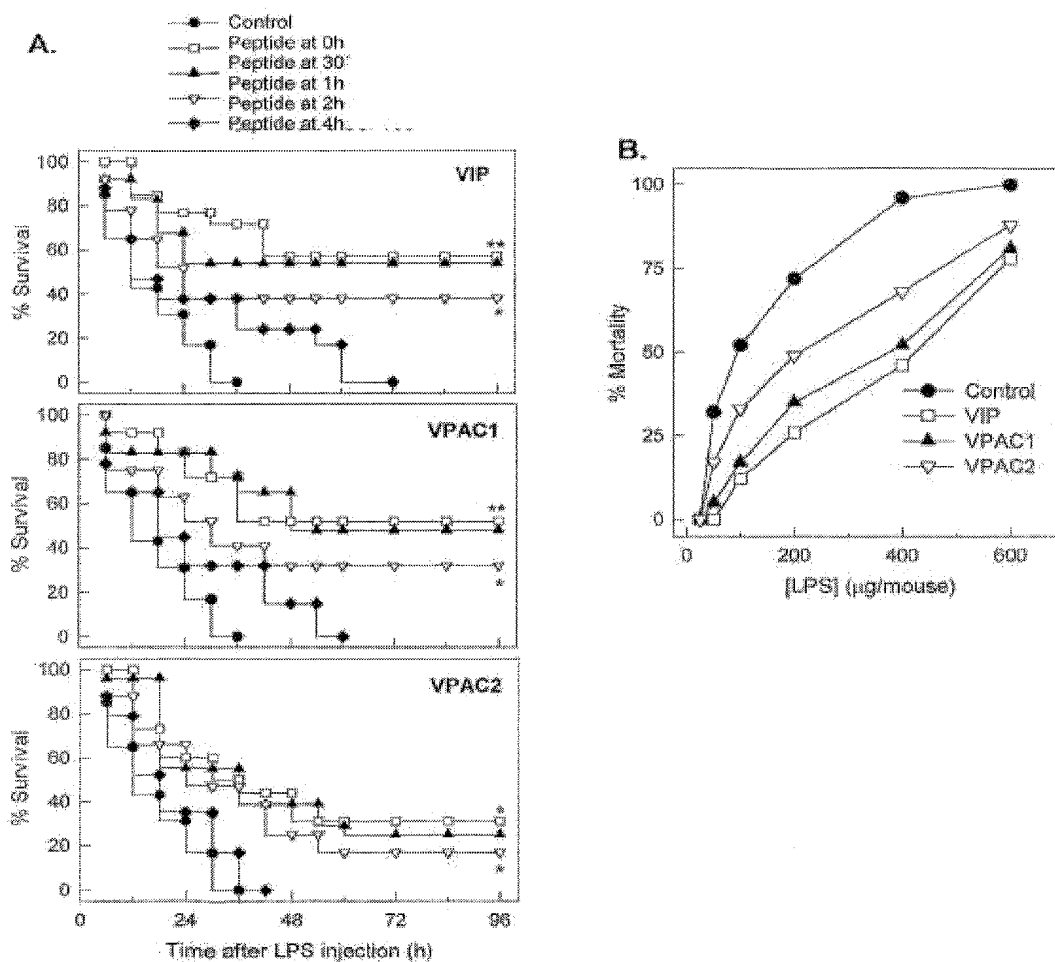 A.
Control
Peptide at 0h
Peptide at 30
Peptide at 1h
Peptide at 2h
Peptide at 4h
VIP
% Survival
100
80
60
40
20
0
**
*
VPAC1
% Survival
100
80
60
40
20
0
**
*
VPAC2
% Survival
100
80
60
40
20
0
*
*
0 24 48 72 96
Time after LPS injection (h)
B.
% Mortality
100
75
50
25
0
Control
VIP
VPAC1
VPAC2
0 200 400 600
[LPS] (µg/mouse)